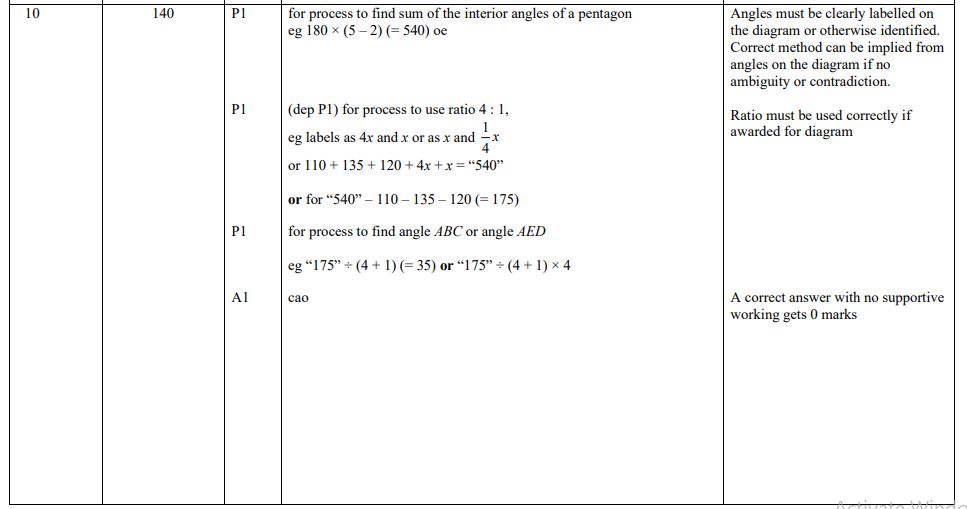 10 140 P1 for process to find sum of the interior angles of a pentagon Angles must be clearly labelled on
eg 180 × (5 – 2) (= 540) oe the diagram or otherwise identified.
Correct method can be implied from
angles on the diagram if no
ambiguity or contradiction.
P1 (dep P1) for process to use ratio 4 : 1, Ratio must be used correctly if
eg labels as 4x and x or as x and 1/4 x awarded for diagram
or 110 + 135 + 120 + 4x + x = “540”
or for “540” – 110 – 135 – 120 (= 175)
P1 for process to find angle ABC or angle AED
eg “175” ÷ (4 + 1) (= 35) or “175” ÷ (4 + 1) × 4
A1 cao A correct answer with no supportive
working gets 0 marks